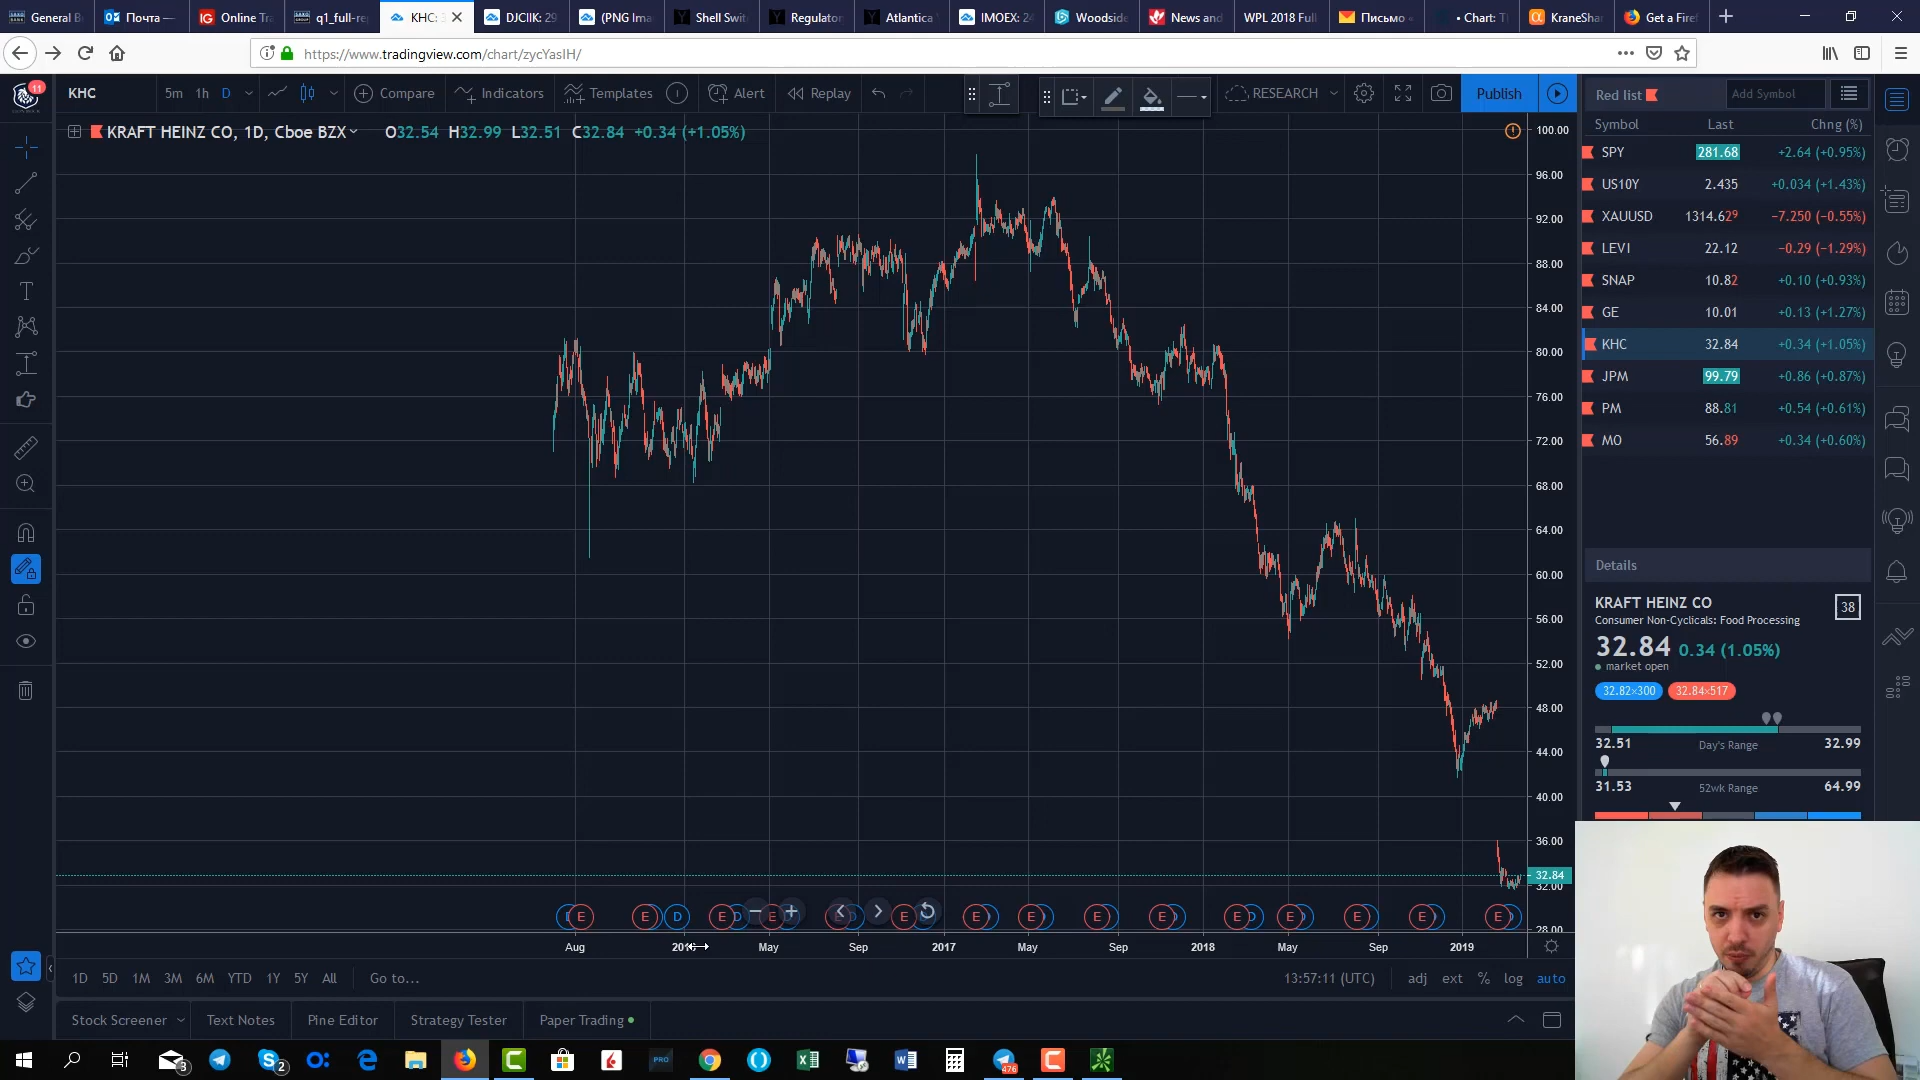 General B
Почта —
Online Tra
q1_full-re
KHC: 3
DJCIIK: 29
(PNG Ima
Shell Swit
Regulator
Atlantica
IMOEX: 24
Woodside
News and
WPL 2018 Full
Письмо «
• Chart: Tl
KraneShar
Get a Firef
https://www.tradingview.com/chart/zycYasIH/
11
KHC
5m 1h D
Compare
Indicators
Templates
Alert
Replay
RESEARCH
Publish
KRAFT HEINZ CO, 1D, Cboe BZX
O32.54 H32.99 L32.51 C32.84 +0.34 (+1.05%)
100.00
96.00
92.00
88.00
84.00
80.00
76.00
72.00
68.00
64.00
60.00
56.00
52.00
48.00
44.00
40.00
36.00
32.84
32.00
28.00
Aug
May
Sep
2017
May
Sep
2018
May
Sep
2019
1D 5D 1M 3M 6M YTD 1Y 5Y All Go to...
13:57:11 (UTC) adj ext % log auto
Stock Screener
Text Notes
Pine Editor
Strategy Tester
Paper Trading
Red list
Add Symbol
Symbol Last Chng (%)
SPY 281.68 +2.64 (+0.95%)
US10Y 2.435 +0.034 (+1.43%)
XAUUSD 1314.629 −7.250 (−0.55%)
LEVI 22.12 −0.29 (−1.29%)
SNAP 10.82 +0.10 (+0.93%)
GE 10.01 +0.13 (+1.27%)
KHC 32.84 +0.34 (+1.05%)
JPM 99.79 +0.86 (+0.87%)
PM 88.81 +0.54 (+0.61%)
MO 56.89 +0.34 (+0.60%)
Details
KRAFT HEINZ CO
38
Consumer Non-Cyclicals: Food Processing
32.84 0.34 (1.05%)
market open
32.82×300 32.84×517
32.51 Day's Range 32.99
31.53 52wk Range 64.99
3
2
PRO
476